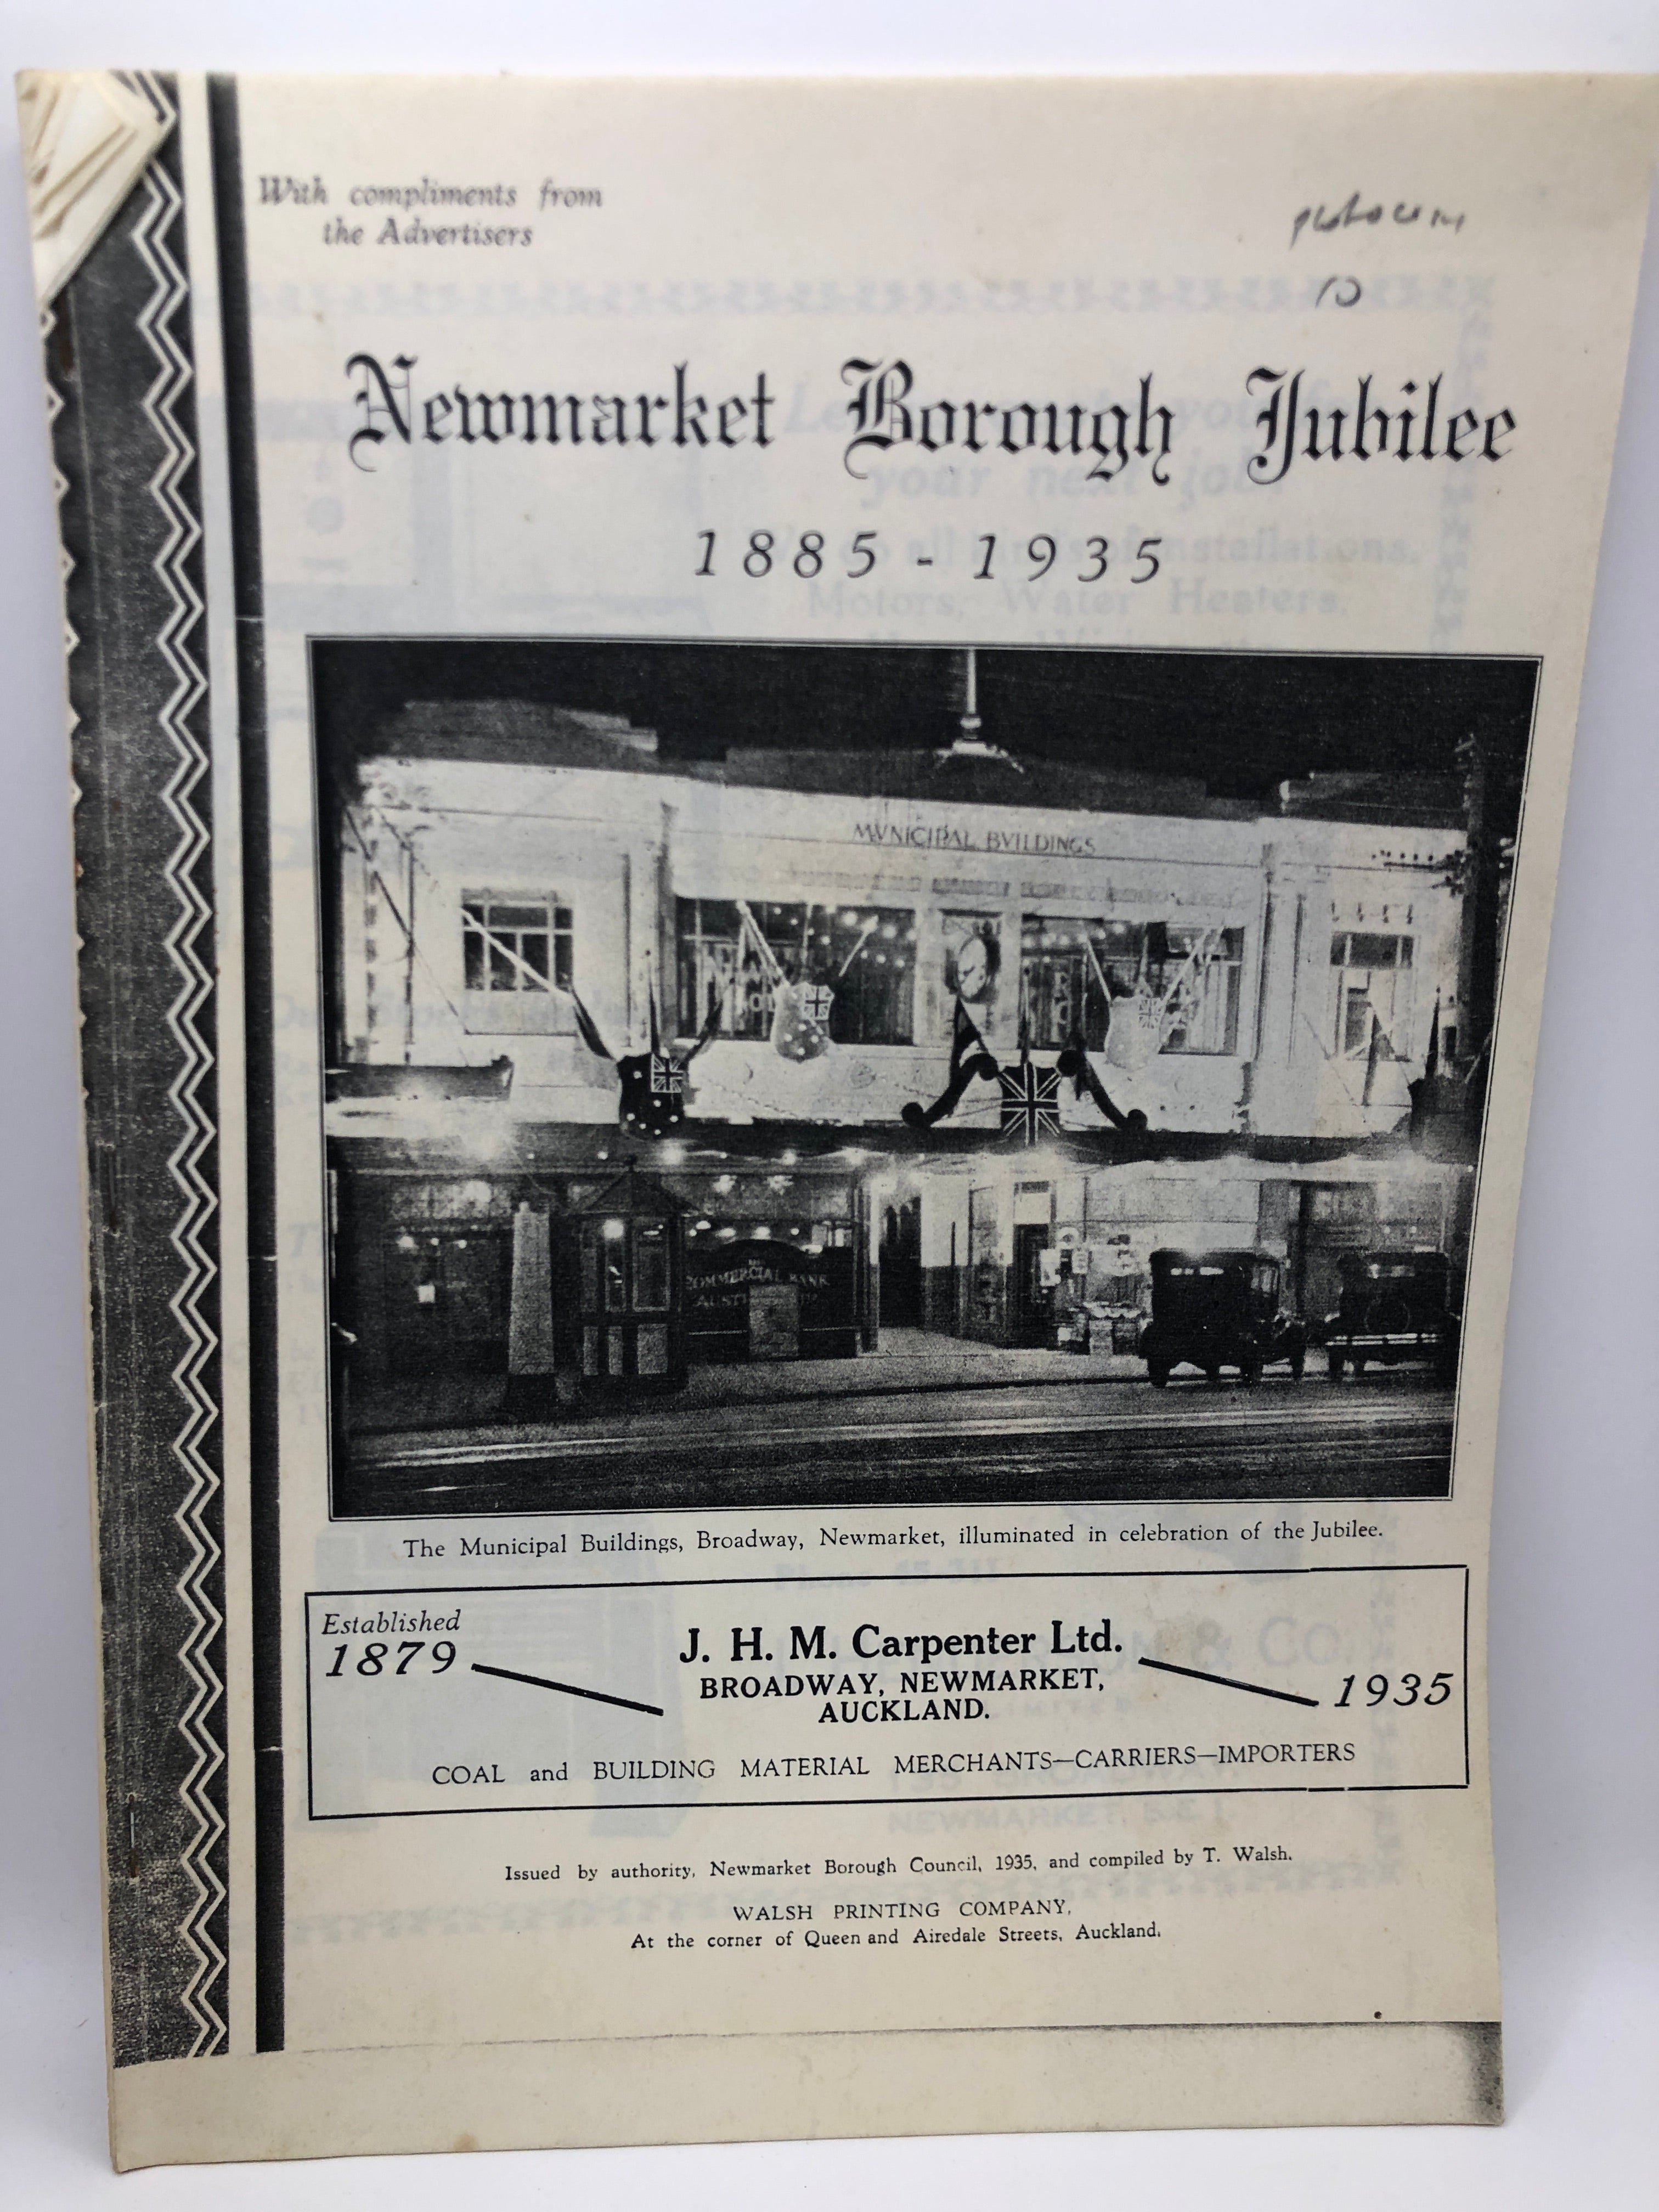 With compliments from
the Advertisers
10
Newmarket Borough Jubilee
1885 - 1935
MVNICIPAL BVILDINGS
COMMERCIAL BANK
The Municipal Buildings, Broadway, Newmarket, illuminated in celebration of the Jubilee.
Established
1879
J. H. M. Carpenter Ltd.
BROADWAY, NEWMARKET,
AUCKLAND.
1935
COAL and BUILDING MATERIAL MERCHANTS—CARRIERS—IMPORTERS
Issued by authority, Newmarket Borough Council, 1935, and compiled by T. Walsh.
WALSH PRINTING COMPANY,
At the corner of Queen and Airedale Streets, Auckland.